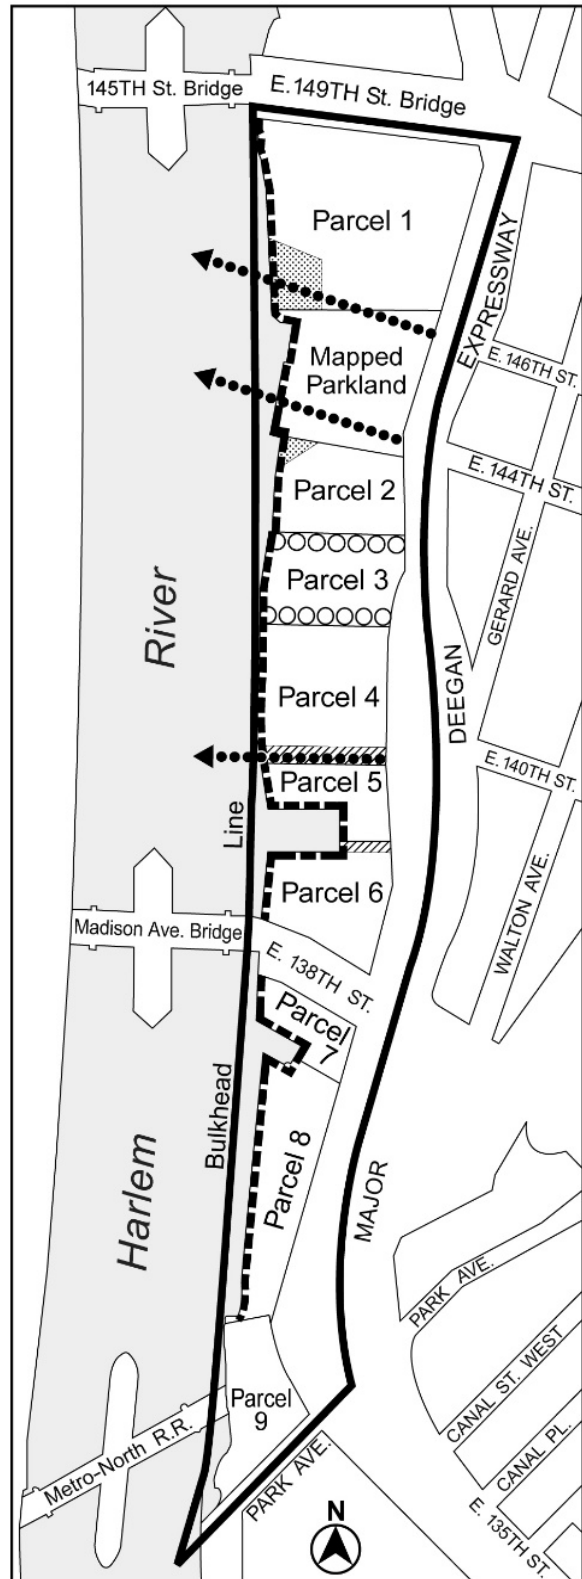 145TH St. Bridge
E.149TH St. Bridge
Parcel 1
EXPRESSWAY
E. 146TH ST.
Mapped
Parkland
E. 144TH ST.
Parcel 2
GERARD AVE.
Parcel 3
River
DEEGAN
Parcel 4
E. 140TH ST.
Parcel 5
Line
WALTON AVE.
Parcel 6
Madison Ave. Bridge
E. 138TH ST.
Parcel
7
Bulkhead
Parcel 8
Harlem
MAJOR
PARK AVE.
CANAL ST. WEST
Parcel
9
CANAL PL.
Metro-North R.R.
PARK AVE.
E. 135TH ST.
N